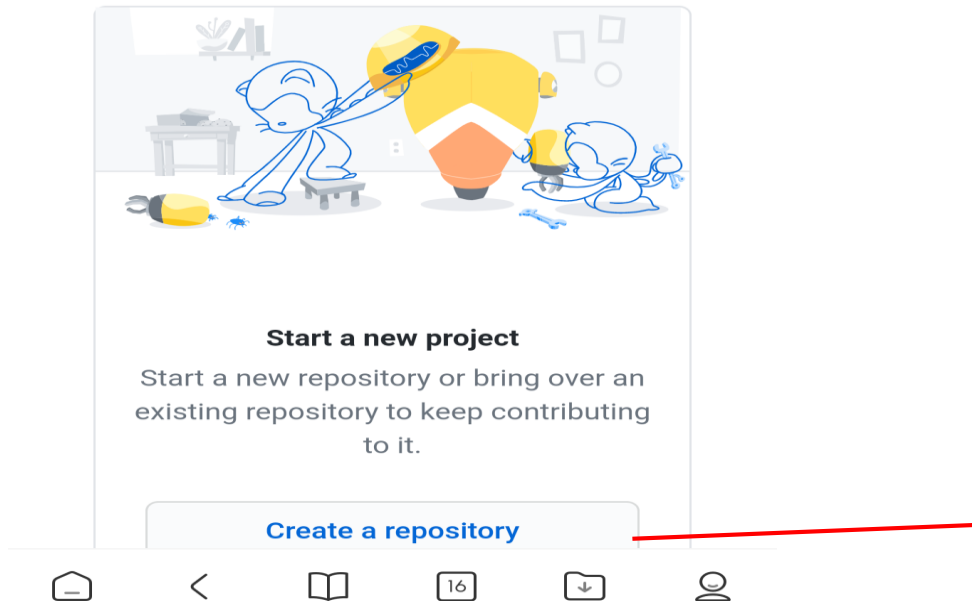 Start a new project
Start a new repository or bring over an
existing repository to keep contributing
to it.
Create a repository
16